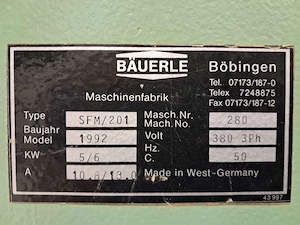 BÄUERLE Böbingen
Tel. 07173/187-0
Telex 7248875
Maschinenfabrik Fax 07173/187-12
Type SFM/201 Masch.Nr. 280
Mach.No.
Baujahr 1992 Volt 380 3Ph
Model
KW 5/6 Hz. 50
C.
A 10.6/13.0 Made in West-Germany
43 997